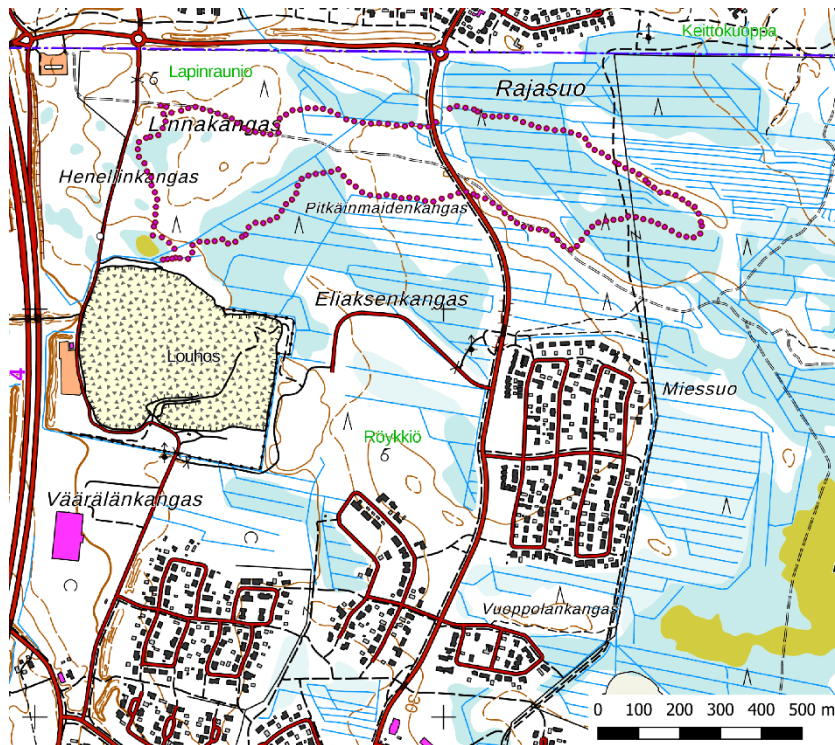 Keittokuoppa
Lapinraunio
Rajasuo
Linnakangas
Henellinkangas
Pitkäinmaidenkangas
Eliaksenkangas
Louhos
4
Miessuo
Röykkiö
Väärälänkangas
Vuoppolankangas
0 100 200 300 400 500 m